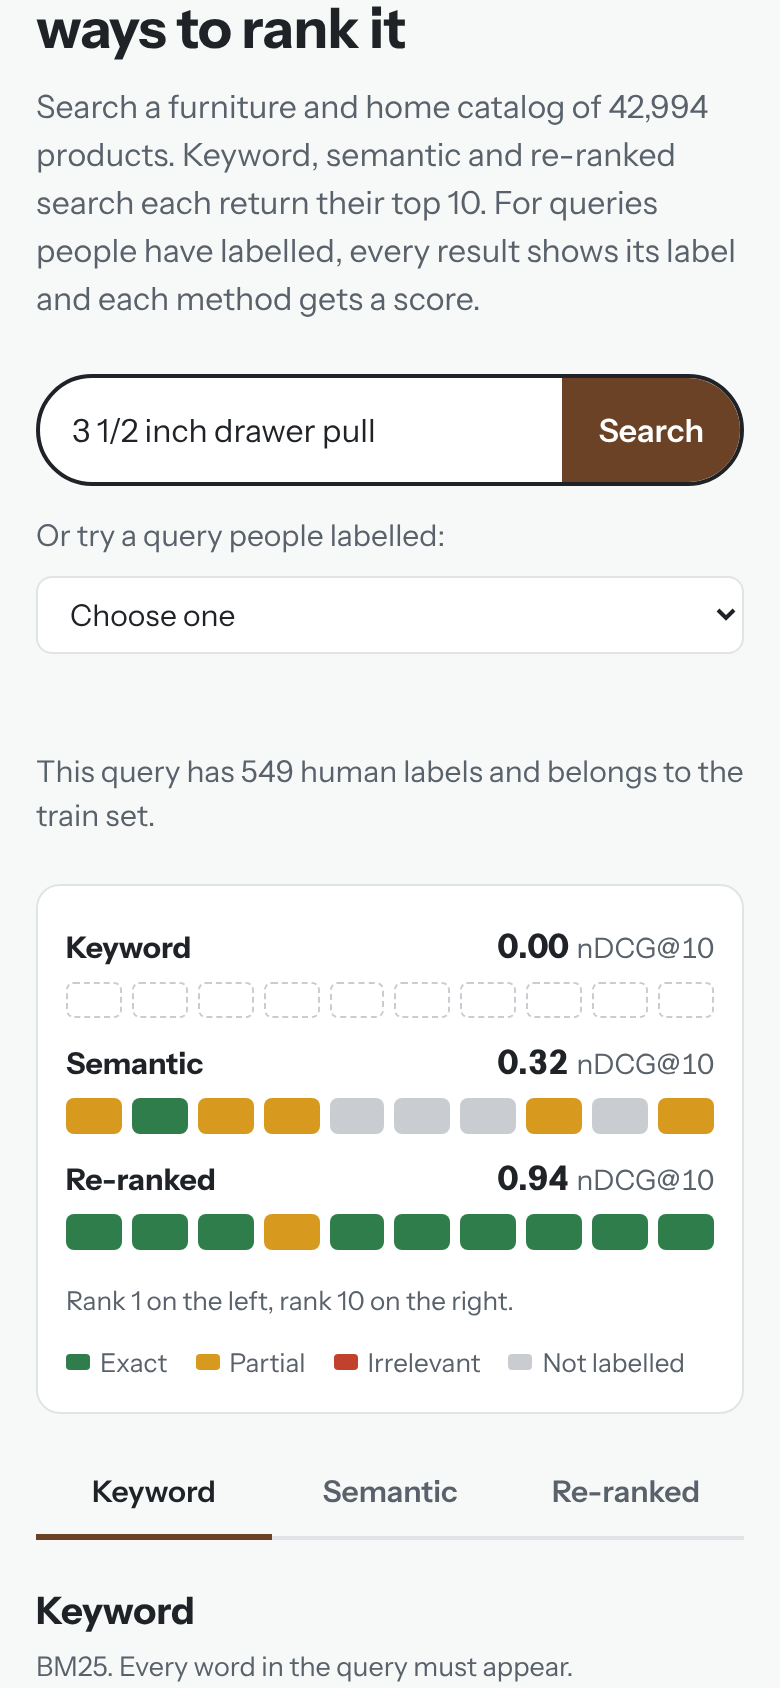 ways to rank it
Search a furniture and home catalog of 42,994
products. Keyword, semantic and re-ranked
search each return their top 10. For queries
people have labelled, every result shows its label
and each method gets a score.
3 1/2 inch drawer pull
Search
Or try a query people labelled:
Choose one
This query has 549 human labels and belongs to the
train set.
Keyword 0.00 nDCG@10
Semantic 0.32 nDCG@10
Re-ranked 0.94 nDCG@10
Rank 1 on the left, rank 10 on the right.
Exact Partial Irrelevant Not labelled
Keyword Semantic Re-ranked
Keyword
BM25. Every word in the query must appear.